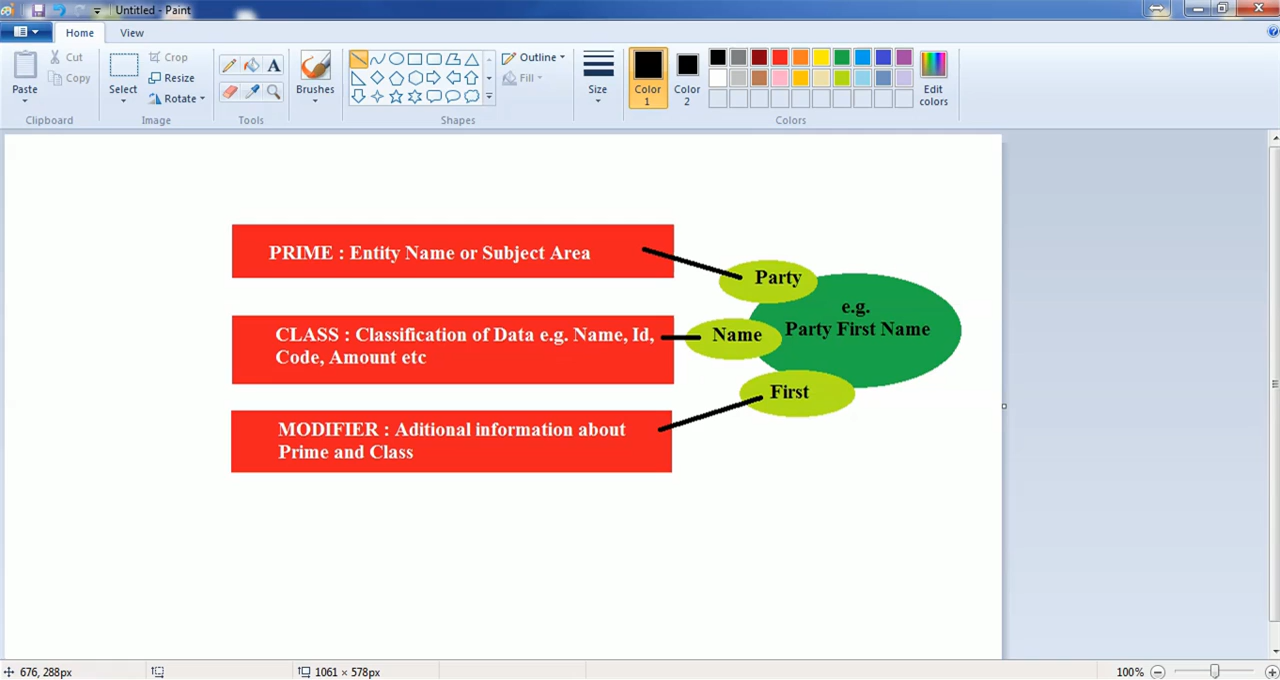 Untitled - Paint
Home
View
Paste
Cut
Copy
Clipboard
Select
Crop
Resize
Rotate
Image
A
Tools
Brushes
Shapes
Outline
Fill
Size
Color
1
Color
2
Edit
colors
Colors
PRIME : Entity Name or Subject Area
Party
e.g.
Party First Name
CLASS : Classification of Data e.g. Name, Id,
Code, Amount etc
Name
First
MODIFIER : Aditional information about
Prime and Class
676, 288px
1061 × 578px
100%